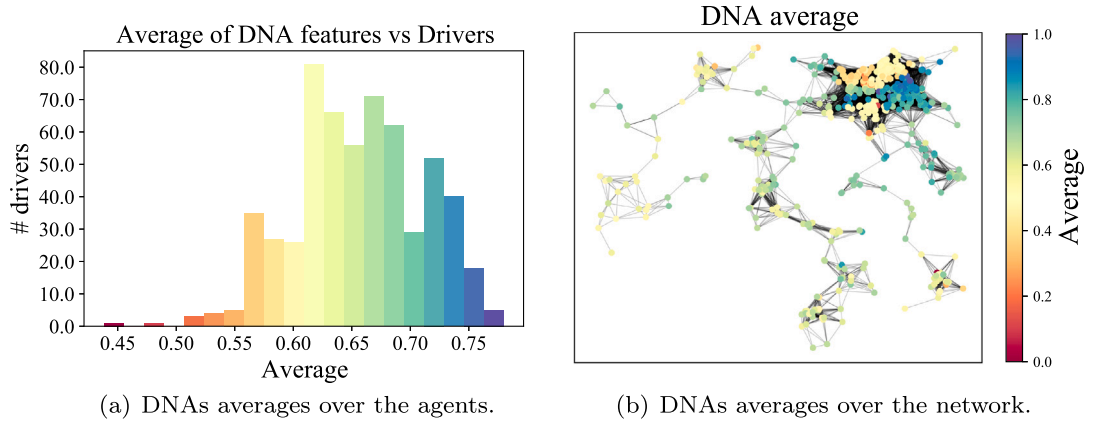 Average of DNA features vs Drivers
80.0
70.0
60.0
50.0
40.0
30.0
20.0
10.0
0.0
# drivers
0.45 0.50 0.55 0.60 0.65 0.70 0.75
Average
(a) DNAs averages over the agents.
DNA average
1.0
0.8
0.6
0.4
0.2
0.0
Average
(b) DNAs averages over the network.